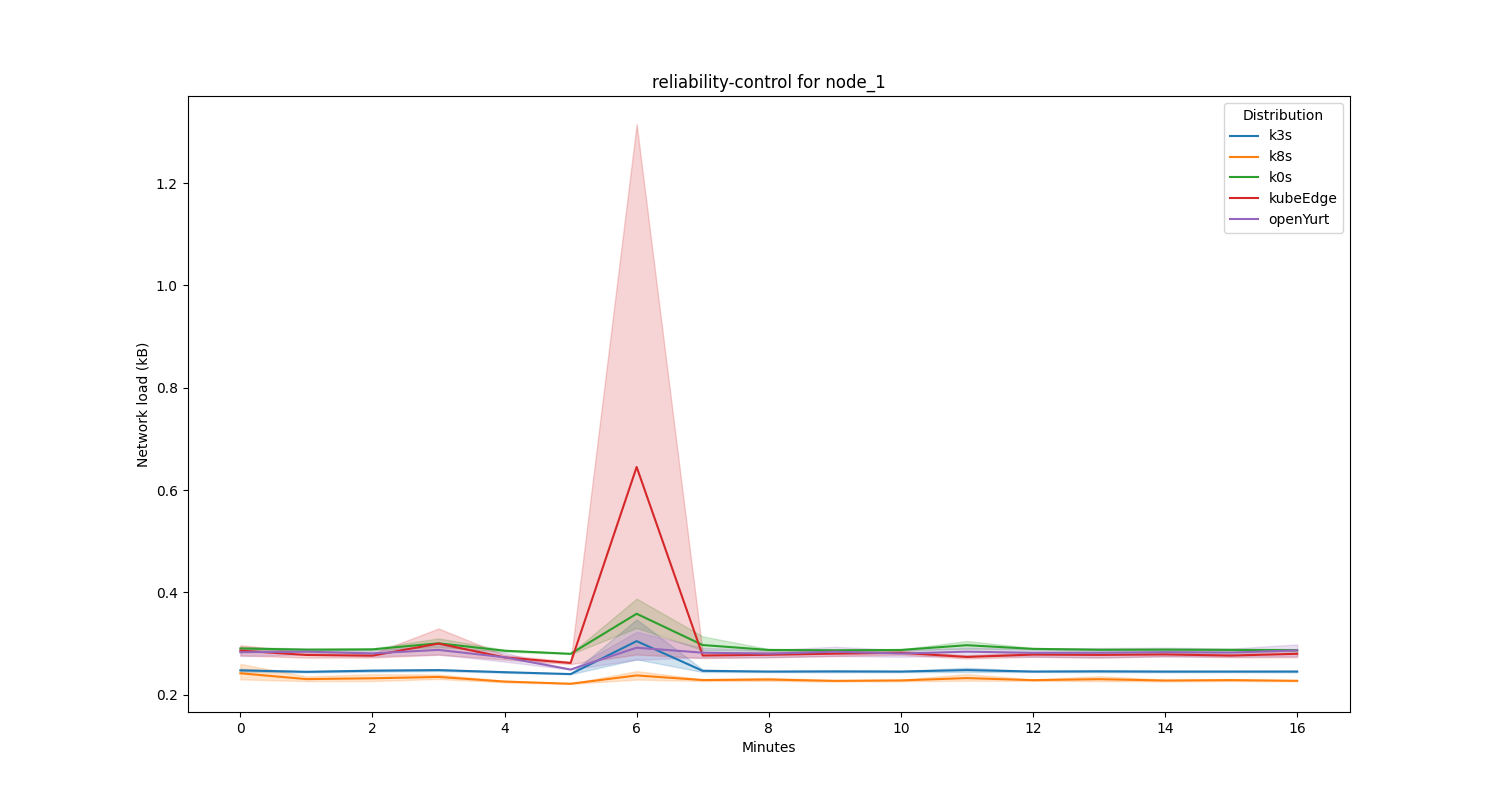 reliability-control for node_1
Distribution
k3s
k8s
k0s
kubeEdge
openYurt
Network load (kB)
1.2
1.0
0.8
0.6
0.4
0.2
0 2 4 6 8 10 12 14 16
Minutes